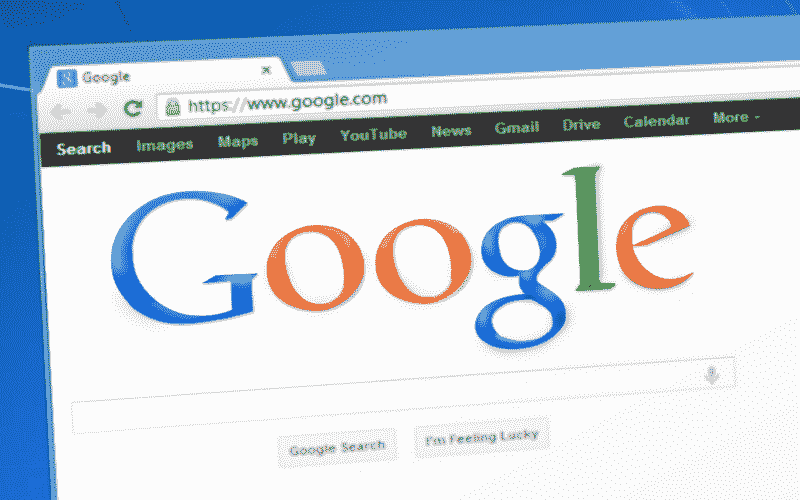 Google
https://www.google.com
Search Images Maps Play YouTube News Gmail Drive Calendar More
Google
Google Search I'm Feeling Lucky